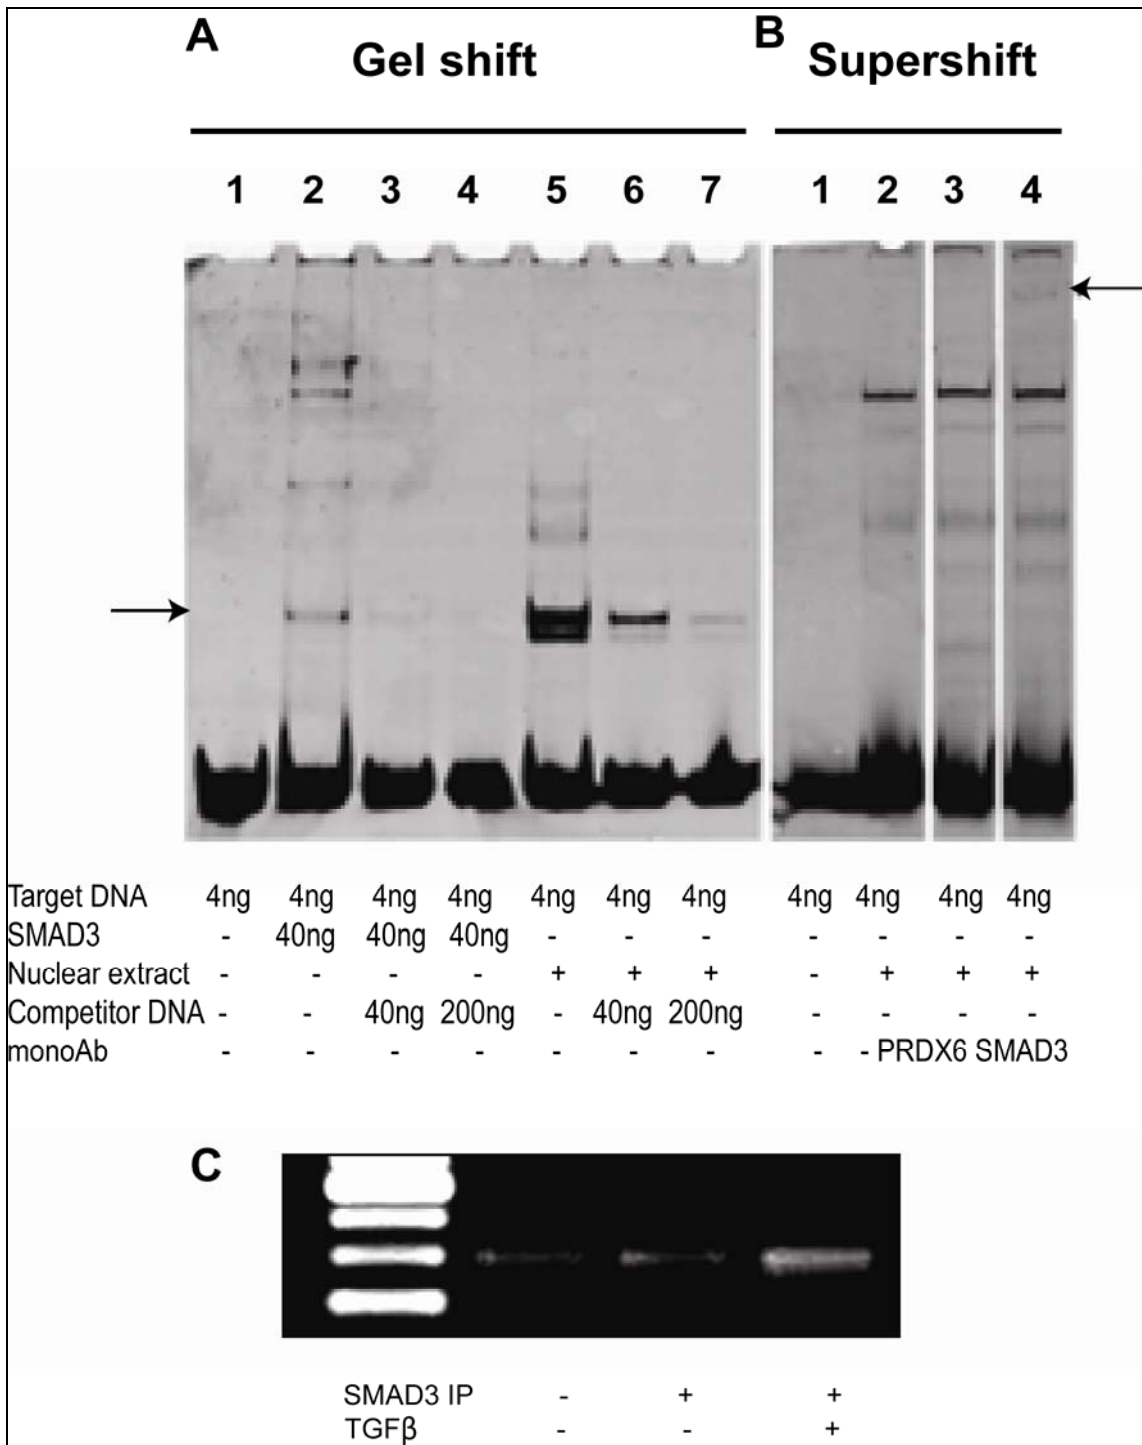 A B
Gel shift Supershift
1 2 3 4 5 6 7 1 2 3 4
Target DNA 4ng 4ng 4ng 4ng 4ng 4ng 4ng 4ng 4ng 4ng 4ng
SMAD3 - 40ng 40ng 40ng - - - - - - -
Nuclear extract - - - - + + + - + + +
Competitor DNA - - 40ng 200ng - 40ng 200ng - - - -
monoAb - - - - - - - - - PRDX6 SMAD3
C
SMAD3 IP - + +
TGFβ - - +